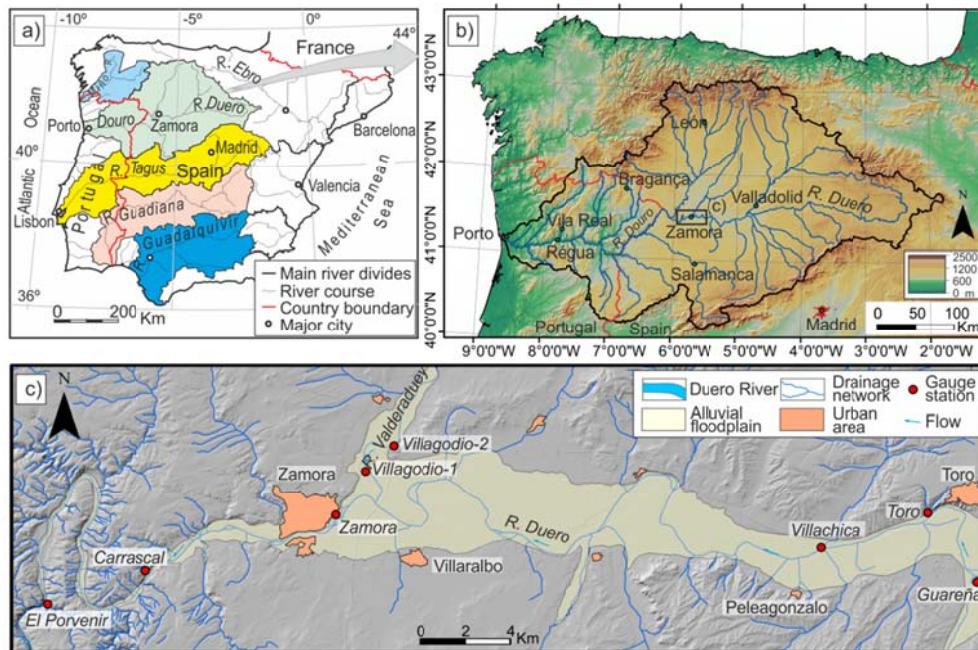 a)
-10°
-5°
0°
44°
France
R. Ebro
R. Duero
Douro
Porto
Zamora
Barcelona
Atlantic Ocean
40°
Madrid
R. Tagus
Spain
Portuga
Valencia
Lisbon
R. Guadiana
Mediterranean Sea
R. Guadalquivir
36°
0 200
Km
Main river divides
River course
Country boundary
Major city
b)
43°0'0"N
42°0'0"N
41°0'0"N
40°0'0"N
León
Bragança
Valladolid
R. Duero
c)
Vila Real
R. Douro
Zamora
Porto
Régua
Salamanca
Portugal
Spain
Madrid
N
2500
1200
600
0 m
0 50 100
Km
9°0'0"W 8°0'0"W 7°0'0"W 6°0'0"W 5°0'0"W 4°0'0"W 3°0'0"W 2°0'0"W
c)
N
Duero River
Drainage network
Gauge station
Alluvial floodplain
Urban area
Flow
Valderaduey
Villagodio-2
Villagodio-1
Zamora
Zamora
R. Duero
Toro
Toro
Villachica
Carrascal
Villaralbo
Peleagonzalo
Guareña
El Porvenir
0 2 4
Km